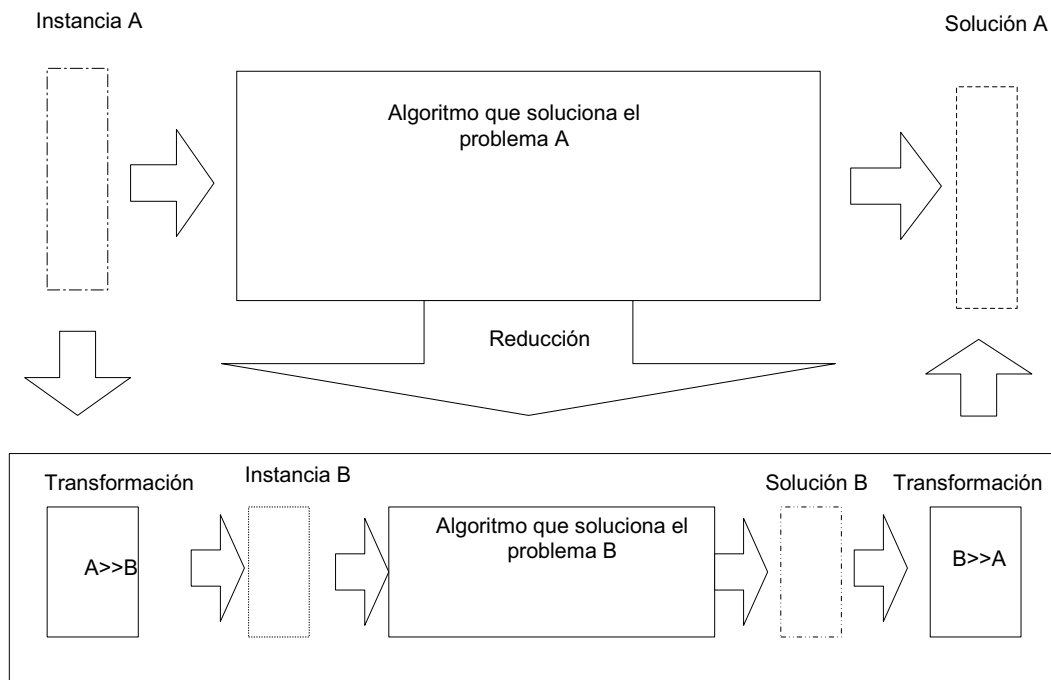 Instancia A
Solución A
Algoritmo que soluciona el
problema A
Reducción
Transformación
Instancia B
Solución B
Transformación
A>>B
Algoritmo que soluciona el
problema B
B>>A